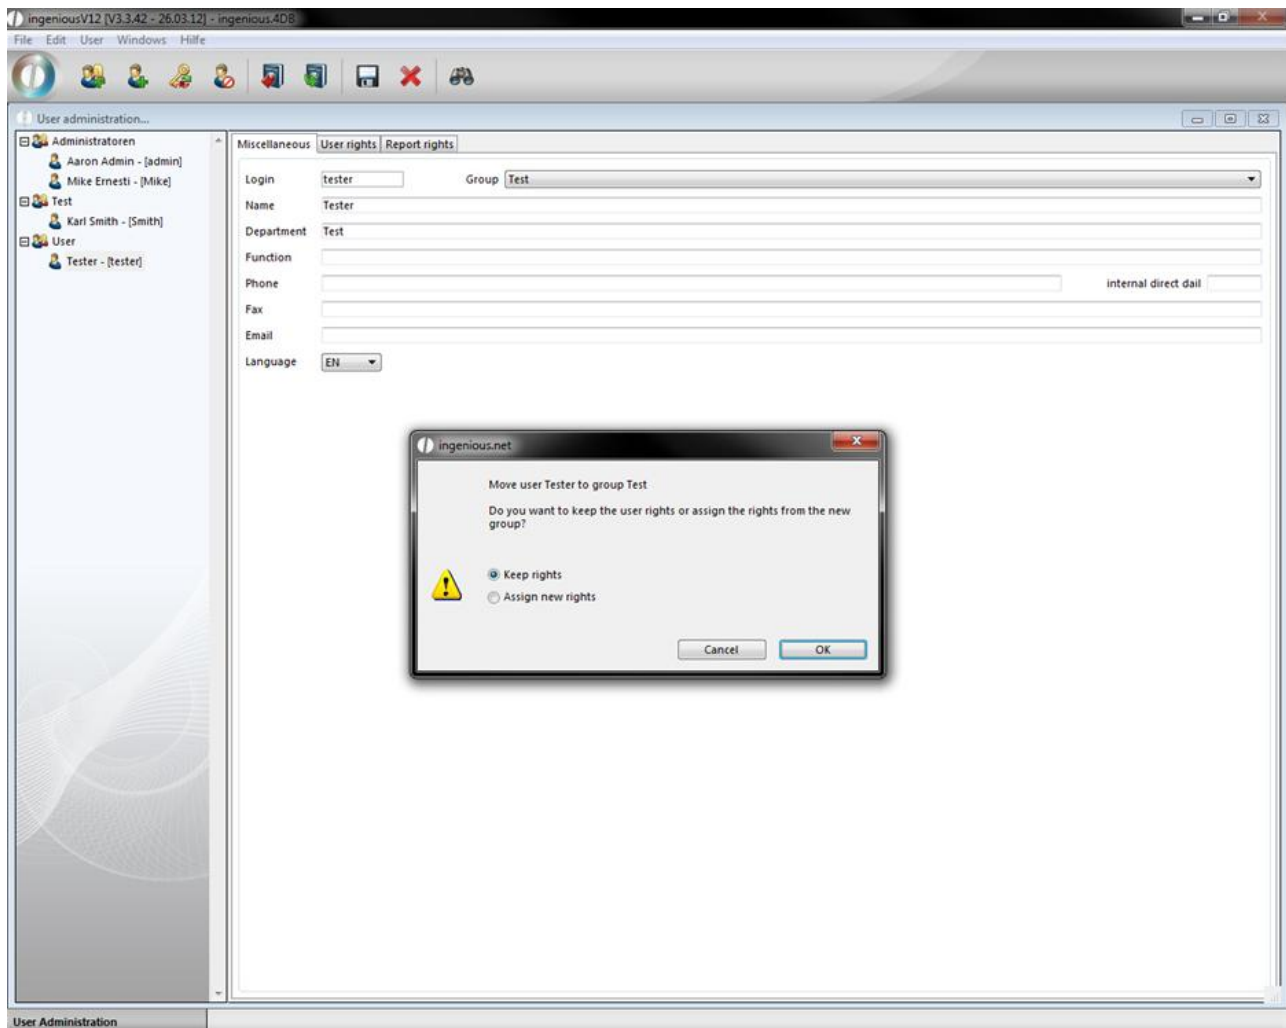 ingeniousV12 [V3.3.42 - 26.03.12] - ingenious.4DB
File Edit User Windows Hilfe
User administration...
Administratoren
Aaron Admin - [admin]
Mike Ernesti - [Mike]
Test
Karl Smith - [Smith]
User
Tester - [tester]
Miscellaneous User rights Report rights
Login tester Group Test
Name Tester
Department Test
Function
Phone internal direct dail
Fax
Email
Language EN
ingenious.net
Move user Tester to group Test
Do you want to keep the user rights or assign the rights from the new
group?
Keep rights
Assign new rights
Cancel OK
User Administration